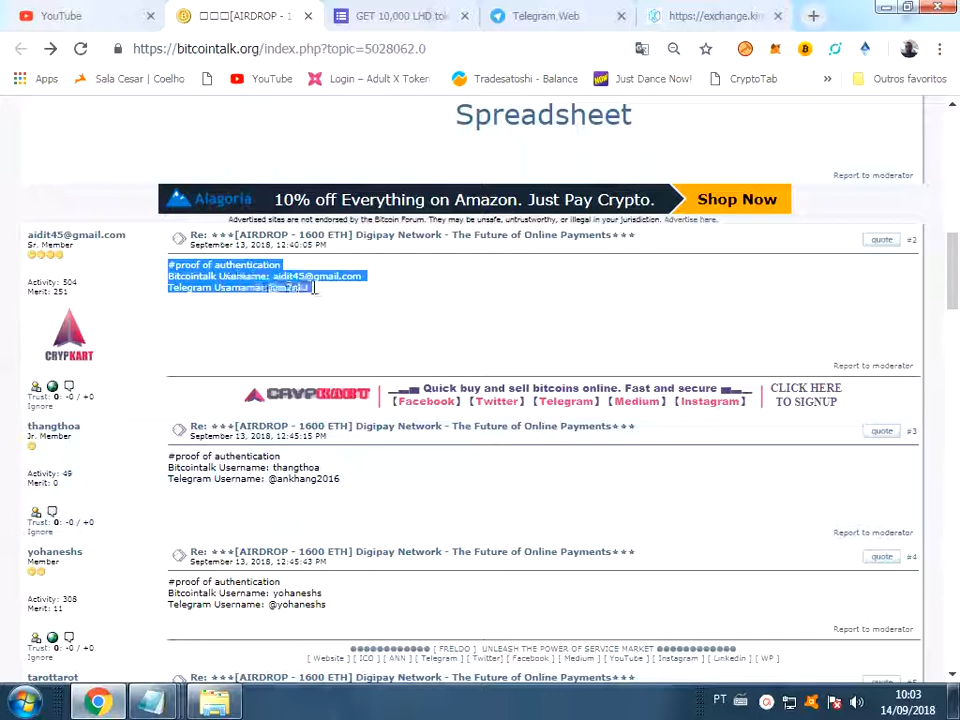 YouTube
[AIRDROP - 1
GET 10,000 LHD tok
Telegram Web
https://exchange.kin
https://bitcointalk.org/index.php?topic=5028062.0
Apps
Sala Cesar | Coelho
YouTube
Login – Adult X Token
Tradesatoshi - Balance
Just Dance Now!
CryptoTab
»
Outros favoritos
Spreadsheet
Report to moderator
Alagoria 10% off Everything on Amazon. Just Pay Crypto. Shop Now
Advertised sites are not endorsed by the Bitcoin Forum. They may be unsafe, untrustworthy, or illegal in your jurisdiction. Advertise here.
aidit45@gmail.com
Sr. Member
Activity: 504
Merit: 251
CRYPKART
Trust: 0: -0 / +0
Ignore
Re: ★★★[AIRDROP - 1600 ETH] Digipay Network - The Future of Online Payments★★★
September 13, 2018, 12:40:05 PM
quote
#2
#proof of authentication
Bitcointalk Username: aidit45@gmail.com
Telegram
Report to moderator
Quick buy and sell bitcoins online. Fast and secure
【Facebook】【Twitter】【Telegram】【Medium】【Instagram】
CLICK HERE
TO SIGNUP
thangthoa
Jr. Member
Activity: 49
Merit: 0
Trust: 0: -0 / +0
Ignore
Re: ★★★[AIRDROP - 1600 ETH] Digipay Network - The Future of Online Payments★★★
September 13, 2018, 12:45:15 PM
quote
#3
#proof of authentication
Bitcointalk Username: thangthoa
Telegram Username: @ankhang2016
Report to moderator
yohaneshs
Member
Activity: 308
Merit: 11
Trust: 0: -0 / +0
Ignore
Re: ★★★[AIRDROP - 1600 ETH] Digipay Network - The Future of Online Payments★★★
September 13, 2018, 12:45:43 PM
quote
#4
#proof of authentication
Bitcointalk Username: yohaneshs
Telegram Username: @yohaneshs
Report to moderator
[ FRELDO ] UNLEASH THE POWER OF SERVICE MARKET
[ Website ] [ ICO ] [ ANN ] [ Telegram ] [ Twitter] [ Facebook ] [ Medium ] [ YouTube ] [ Instagram ] [ Linkedin ] [ WP ]
tarottarot
Re: ★★★[AIRDROP - 1600 ETH] Digipay Network - The Future of Online Payments★★★
PT
10:03
14/09/2018